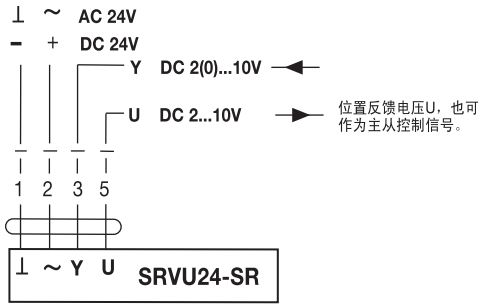 ⊥ ~ AC 24V
- + DC 24V
Y DC 2(0)...10V
U DC 2...10V
位置反馈电压U，也可
作为主从控制信号。
1 2 3 5
⊥ ~ Y U
SRVU24-SR